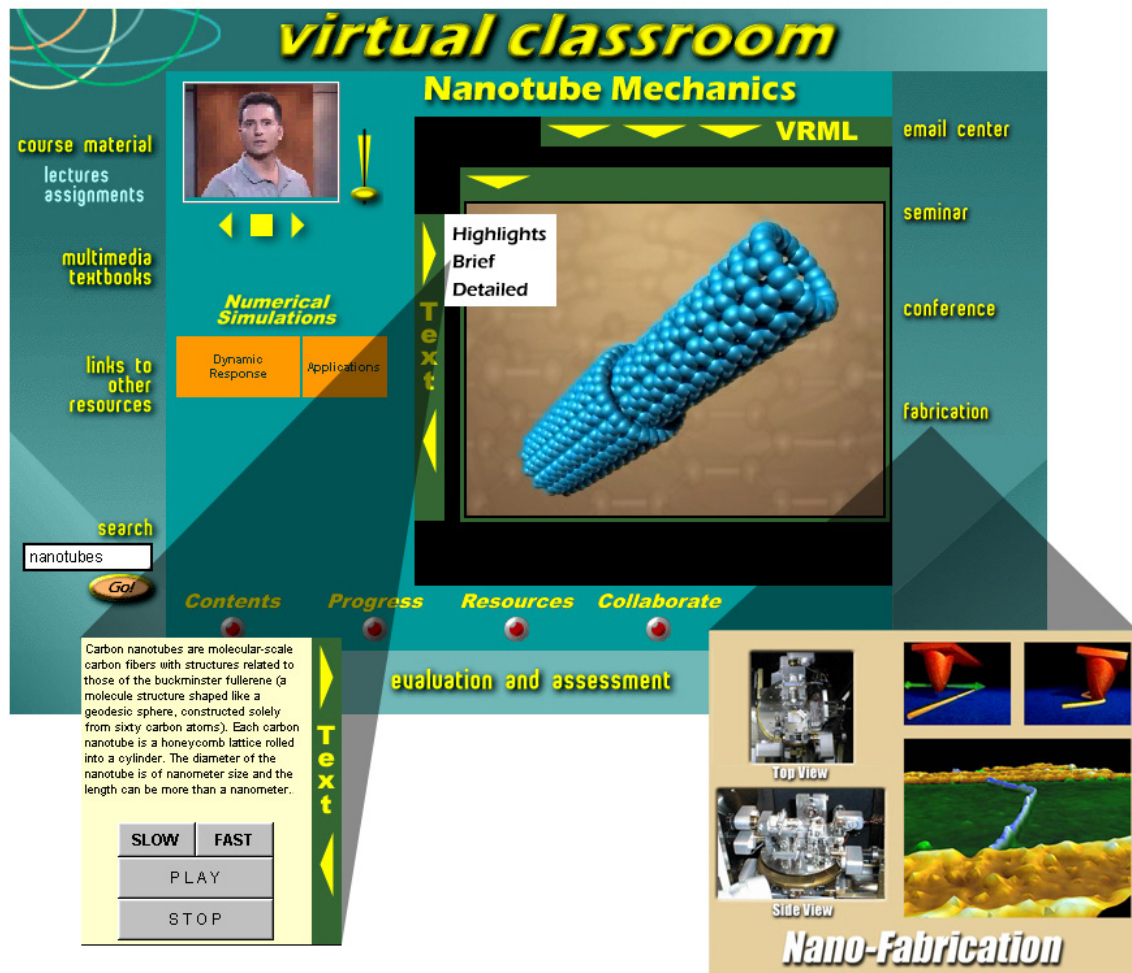 virtual classroom
Nanotube Mechanics
VRML
course material
lectures
assignments
multimedia
textbooks
links to
other
resources
search
nanotubes
Go!
Numerical
Simulations
Dynamic
Response
Applications
Highlights
Brief
Detailed
Text
email center
seminar
conference
fabrication
Contents
Progress
Resources
Collaborate
evaluation and assessment
Carbon nanotubes are molecular-scale
carbon fibers with structures related to
those of the buckminster fullerene (a
molecule structure shaped like a
geodesic sphere, constructed solely
from sixty carbon atoms). Each carbon
nanotube is a honeycomb lattice rolled
into a cylinder. The diameter of the
nanotube is of nanometer size and the
length can be more than a nanometer.
Text
SLOW
FAST
PLAY
STOP
Top View
Side View
Nano-Fabrication